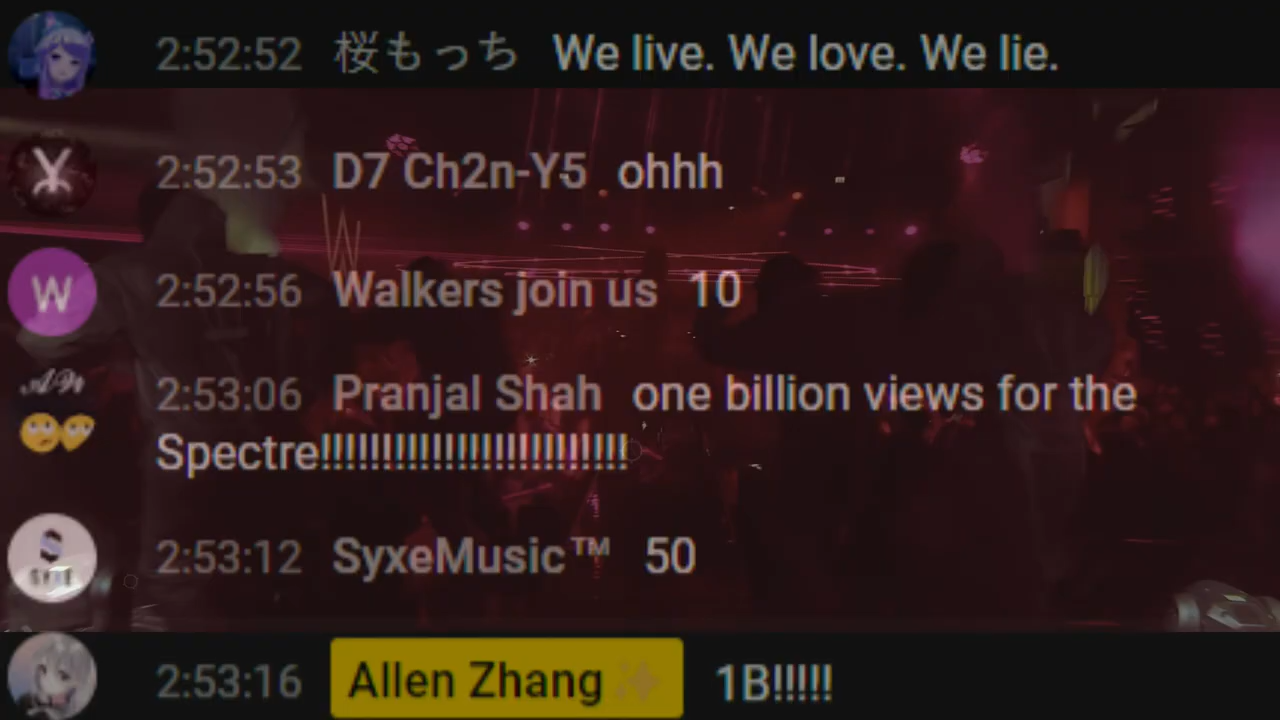 2:52:52 桜もっち We live. We love. We lie.
2:52:53 D7 Ch2n-Y5 ohhh
W 2:52:56 Walkers join us 10
2:53:06 Pranjal Shah one billion views for the
Spectre!!!!!!!!!!!!!!!!!!!!!!!!!!
SYXE 2:53:12 SyxeMusic™ 50
2:53:16 Allen Zhang✨ 1B!!!!!